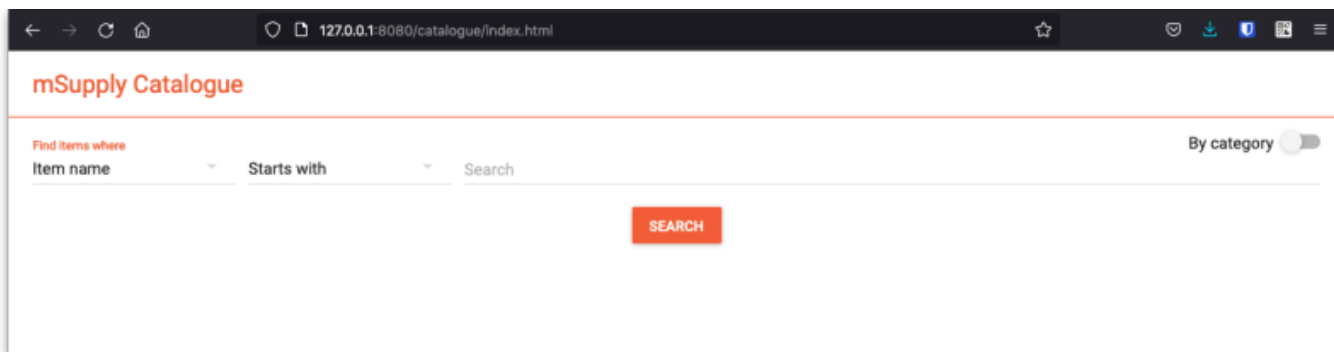 127.0.0.1:8080/catalogue/index.html
mSupply Catalogue
Find items where
By category
Item name Starts with Search
SEARCH